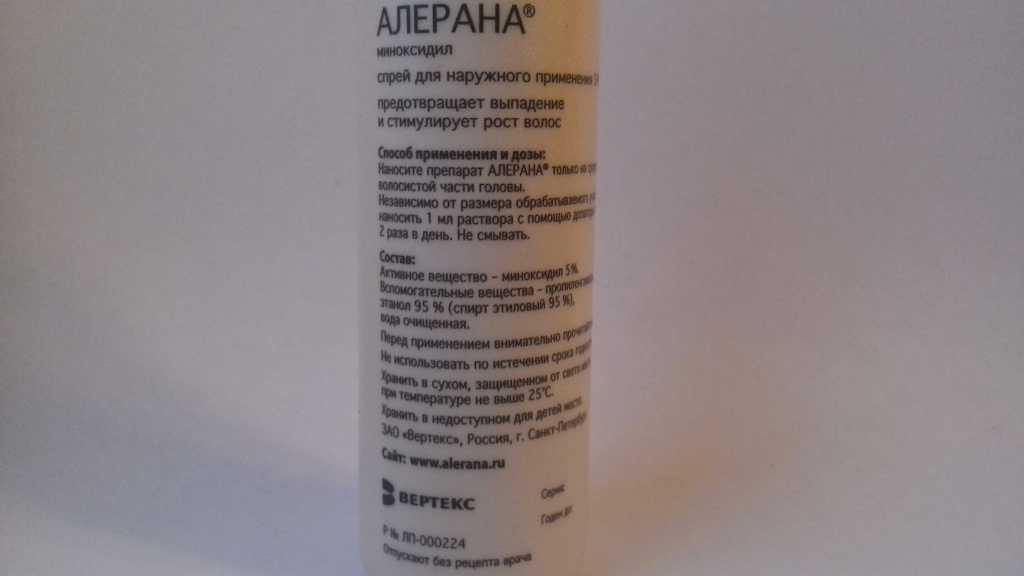 АЛЕРАНА®
миноксидил
спрей для наружного применения
предотвращает выпадение
и стимулирует рост волос
Способ применения и дозы:
Наносите препарат АЛЕРАНА® только на
волосистой части головы.
Независимо от размера обрабатываемого
наносить 1 мл раствора с помощью
2 раза в день. Не смывать.
Состав:
Активное вещество – миноксидил 5%.
Вспомогательные вещества –
этанол 95 % (спирт этиловый 95 %),
вода очищенная.
Перед применением внимательно
Не использовать по истечении срока
Хранить в сухом, защищенном от света
при температуре не выше 25°С.
Хранить в недоступном для детей месте.
ЗАО «Вертекс», Россия, г. Санкт-Петербург
Сайт: www.alerana.ru
ВЕРТЕКС
Серия:
Годен до:
Р № ЛП-000224
Отпускают без рецепта врача